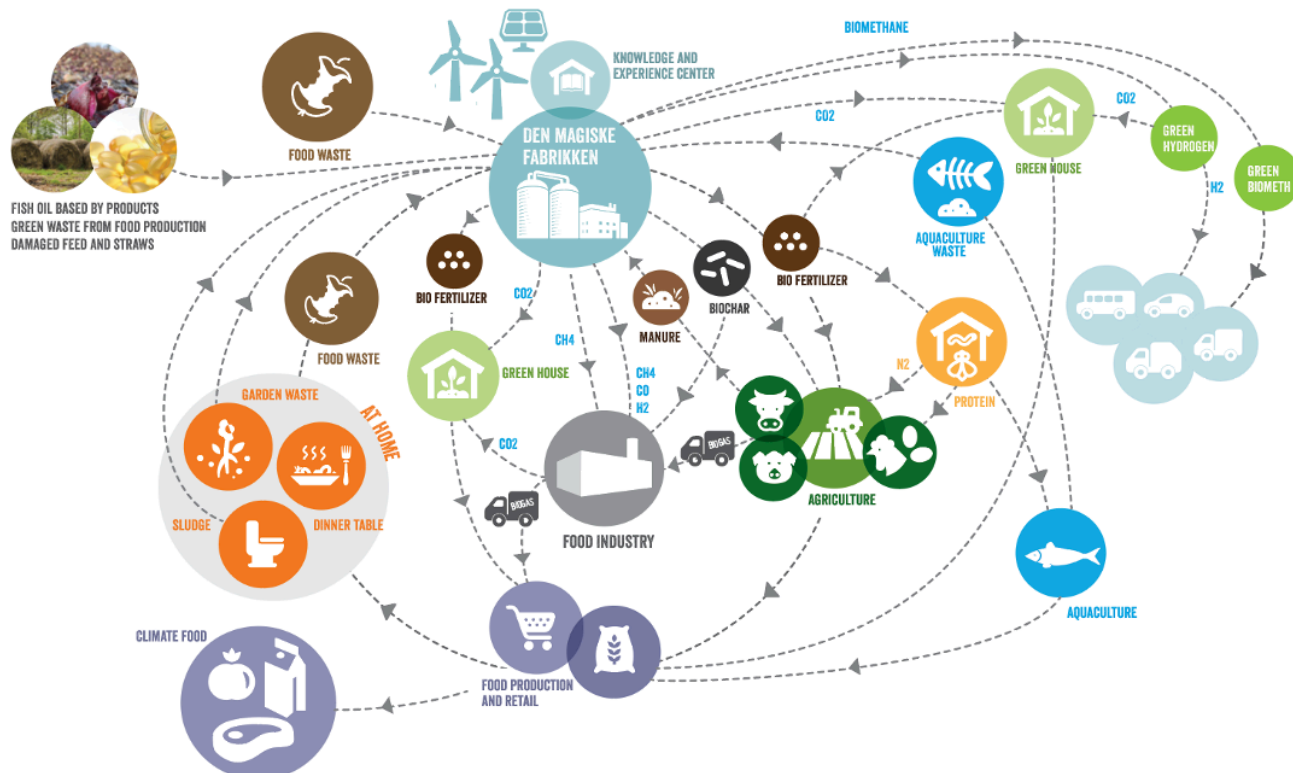 BIOMETHANE
KNOWLEDGE AND
EXPERIENCE CENTER
DEN MAGISKE
FABRIKKEN
FOOD WASTE
CO2
CO2
GREEN
HYDROGEN
GREEN HOUSE
GREEN
BIOMETH
H2
FISH OIL BASED BY PRODUCTS
GREEN WASTE FROM FOOD PRODUCTION
DAMAGED FEED AND STRAWS
AQUACULTURE
WASTE
BIO FERTILIZER
BIO FERTILIZER
CO2
BIOCHAR
MANURE
CH4
FOOD WASTE
GREEN HOUSE
N2
CH4
CO
H2
PROTEIN
GARDEN WASTE
AT HOME
CO2
BIOGAS
AGRICULTURE
SLUDGE
DINNER TABLE
BIOGAS
FOOD INDUSTRY
AQUACULTURE
CLIMATE FOOD
FOOD PRODUCTION
AND RETAIL